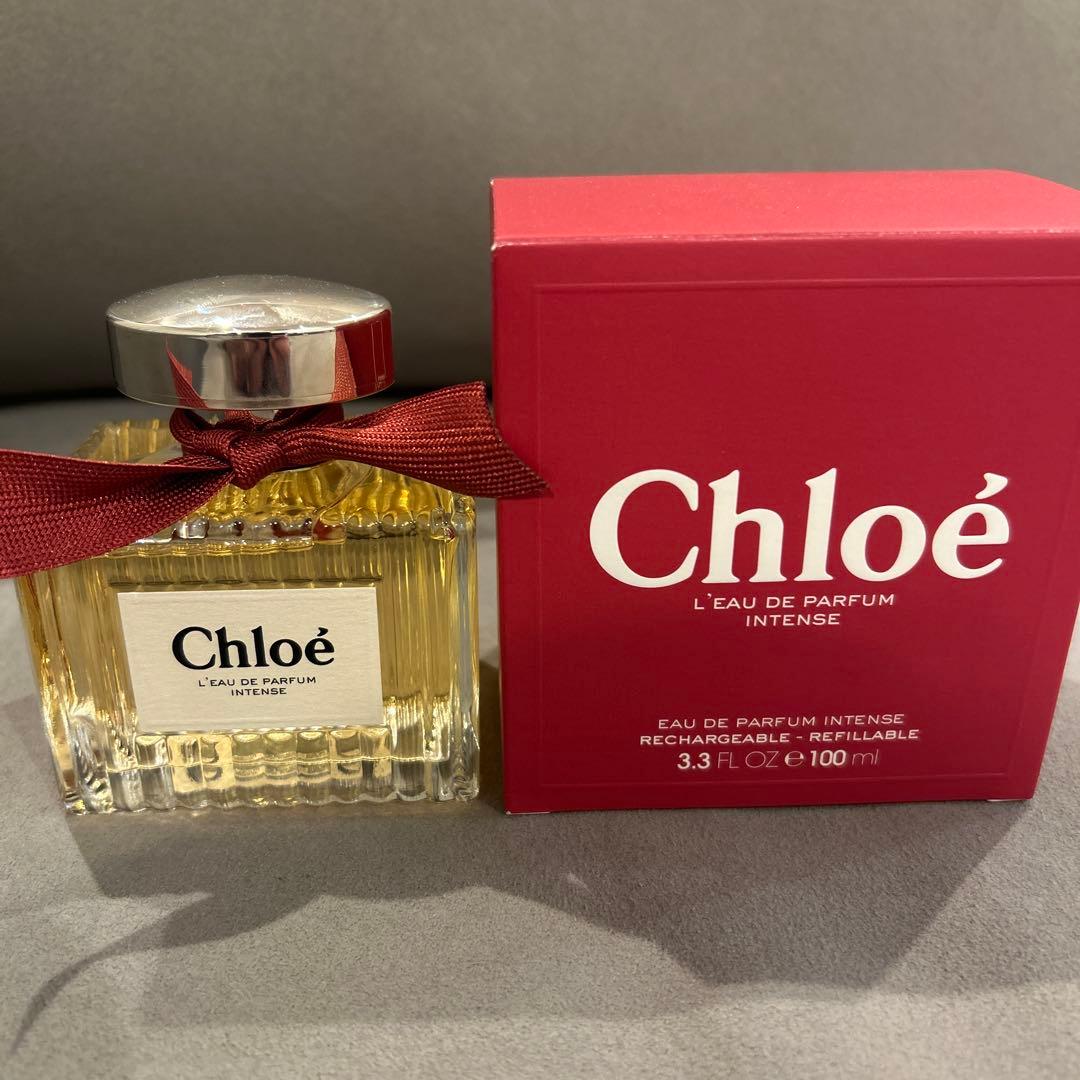 Chloé
L'EAU DE PARFUM
INTENSE
Chloé
L'EAU DE PARFUM
INTENSE
EAU DE PARFUM INTENSE
RECHARGEABLE - REFILLABLE
3.3 FL OZ ℮ 100 ml